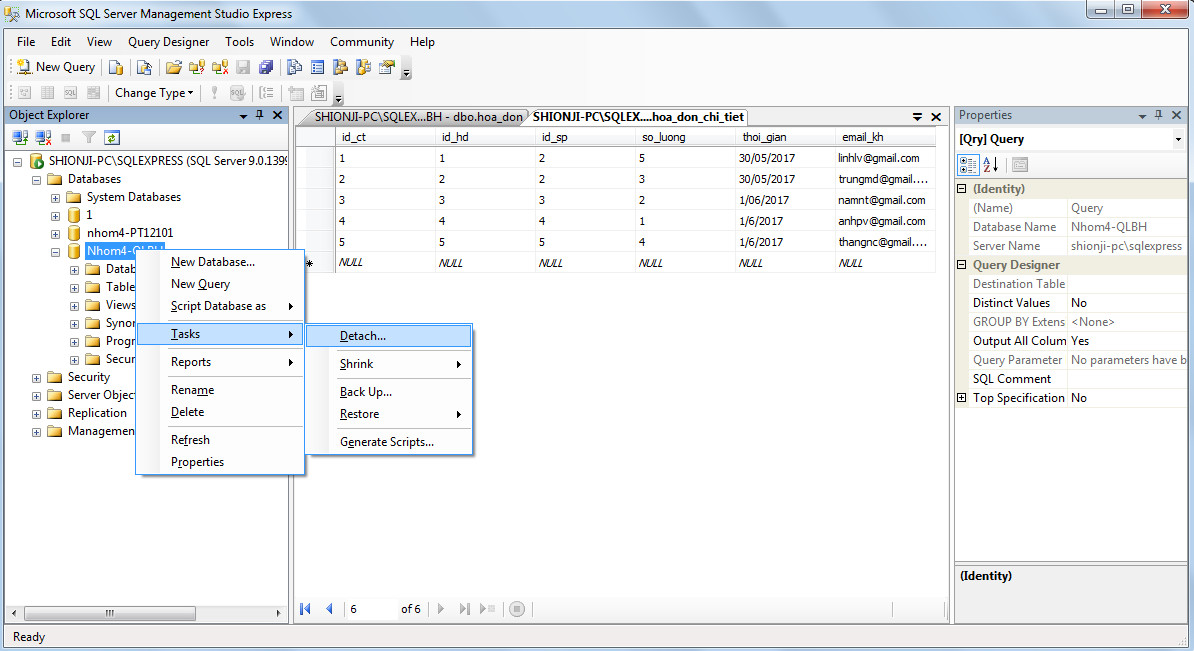 Microsoft SQL Server Management Studio Express
File Edit View Query Designer Tools Window Community Help
New Query
Change Type
Object Explorer
SHIONJI-PC\SQLEXPRESS (SQL Server 9.0.1399
Databases
System Databases
1
nhom4-PT12101
Nhom4-QLBH
Datab
Table
Views
Synor
Progr
Secur
Security
Server Objec
Replication
Managemen
New Database...
New Query
Script Database as
Tasks
Reports
Rename
Delete
Refresh
Properties
Detach...
Shrink
Back Up...
Restore
Generate Scripts...
SHIONJI-PC\SQLEX...BH - dbo.hoa_don SHIONJI-PC\SQLEX....hoa_don_chi_tiet
id_ct id_hd id_sp so_luong thoi_gian email_kh
1 1 2 5 30/05/2017 linhlv@gmail.com
2 2 2 3 30/05/2017 trungmd@gmail....
3 3 3 2 1/06/2017 namnt@gmail.com
4 4 4 1 1/6/2017 anhpv@gmail.com
5 5 5 4 1/6/2017 thangnc@gmail....
NULL NULL NULL NULL NULL NULL
6 of 6
Properties
[Qry] Query
(Identity)
(Name) Query
Database Name Nhom4-QLBH
Server Name shionji-pc\sqlexpress
Query Designer
Destination Table
Distinct Values No
GROUP BY Extens <None>
Output All Colum Yes
Query Parameter No parameters have b
SQL Comment
Top Specification No
(Identity)
Ready